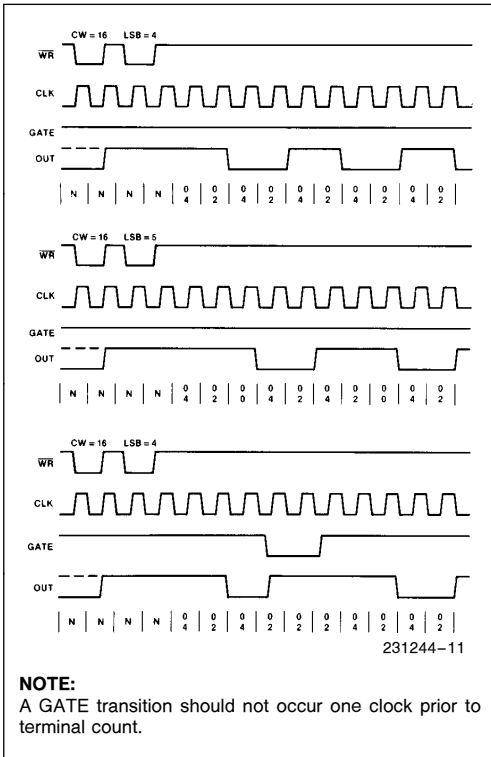 CW = 16 LSB = 4
WR
CLK
GATE
OUT
N N N N 0 0 0 0 0 0 0 0 0 0
4 2 4 2 4 2 4 2 4 2
CW = 16 LSB = 5
WR
CLK
GATE
OUT
N N N N 0 0 0 0 0 0 0 0 0 0
4 2 0 4 2 4 2 0 4 2
CW = 16 LSB = 4
WR
CLK
GATE
OUT
N N N N 0 0 0 0 0 0 0 0 0 0
4 2 4 2 2 2 4 2 4 2
231244–11
NOTE:
A GATE transition should not occur one clock prior to
terminal count.